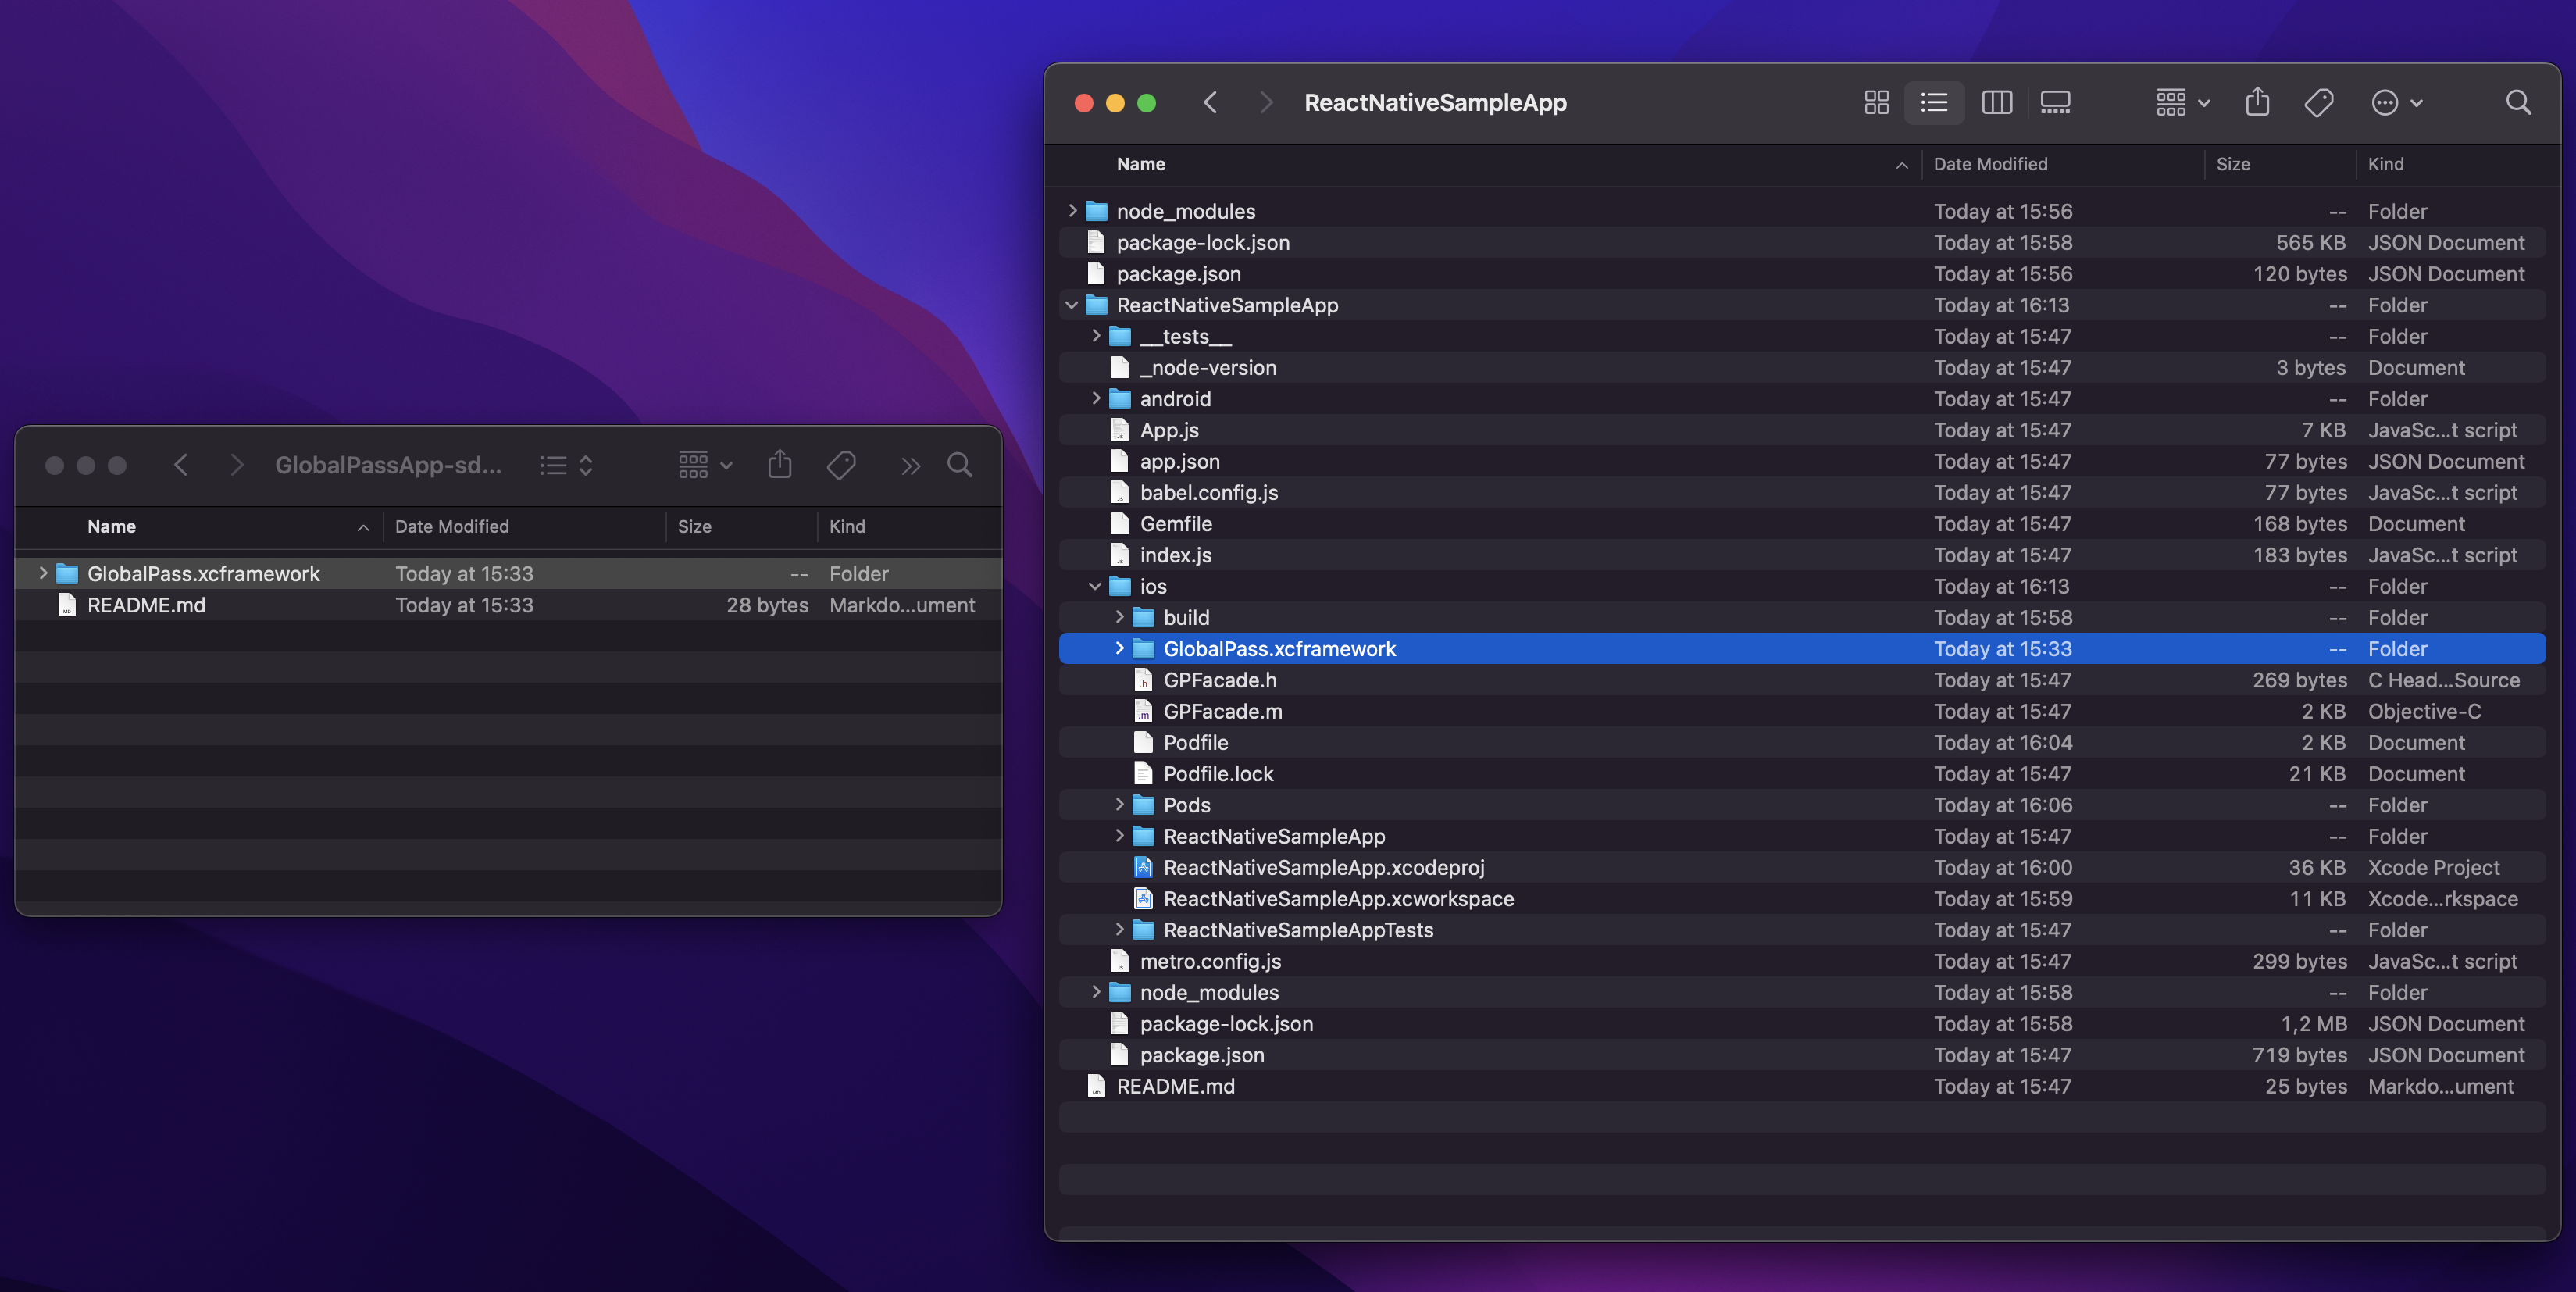 GlobalPassApp-sd...
Name Date Modified Size Kind
GlobalPass.xcframework Today at 15:33 -- Folder
README.md Today at 15:33 28 bytes Markdo...ument
ReactNativeSampleApp
Name Date Modified Size Kind
node_modules Today at 15:56 -- Folder
package-lock.json Today at 15:58 565 KB JSON Document
package.json Today at 15:56 120 bytes JSON Document
ReactNativeSampleApp Today at 16:13 -- Folder
__tests__ Today at 15:47 -- Folder
_node-version Today at 15:47 3 bytes Document
android Today at 15:47 -- Folder
App.js Today at 15:47 7 KB JavaSc...t script
app.json Today at 15:47 77 bytes JSON Document
babel.config.js Today at 15:47 77 bytes JavaSc...t script
Gemfile Today at 15:47 168 bytes Document
index.js Today at 15:47 183 bytes JavaSc...t script
ios Today at 16:13 -- Folder
build Today at 15:58 -- Folder
GlobalPass.xcframework Today at 15:33 -- Folder
GPFacade.h Today at 15:47 269 bytes C Head...Source
GPFacade.m Today at 15:47 2 KB Objective-C
Podfile Today at 16:04 2 KB Document
Podfile.lock Today at 15:47 21 KB Document
Pods Today at 16:06 -- Folder
ReactNativeSampleApp Today at 15:47 -- Folder
ReactNativeSampleApp.xcodeproj Today at 16:00 36 KB Xcode Project
ReactNativeSampleApp.xcworkspace Today at 15:59 11 KB Xcode...rkspace
ReactNativeSampleAppTests Today at 15:47 -- Folder
metro.config.js Today at 15:47 299 bytes JavaSc...t script
node_modules Today at 15:58 -- Folder
package-lock.json Today at 15:58 1,2 MB JSON Document
package.json Today at 15:47 719 bytes JSON Document
README.md Today at 15:47 25 bytes Markdo...ument